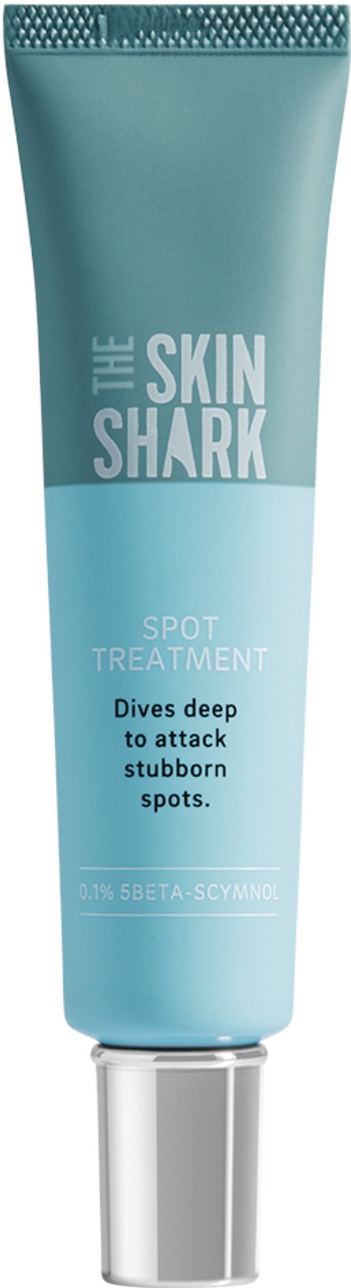 THE SKIN
SHARK
SPOT
TREATMENT
Dives deep
to attack
stubborn
spots.
0.1% 5BETA-SCYMNOL